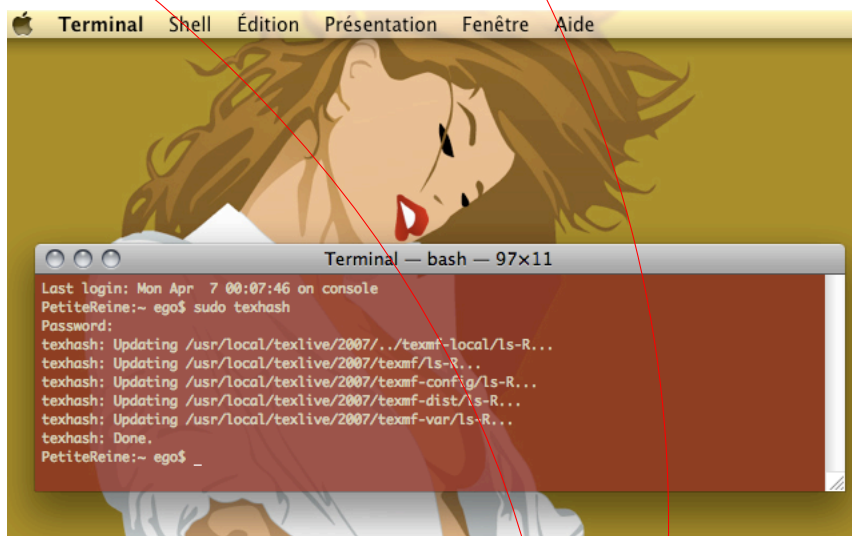 Terminal Shell Édition Présentation Fenêtre Aide
Terminal — bash — 97×11
Last login: Mon Apr  7 00:07:46 on console
PetiteReine:~ ego$ sudo texhash
Password:
texhash: Updating /usr/local/texlive/2007/../texmf-local/ls-R...
texhash: Updating /usr/local/texlive/2007/texmf/ls-R...
texhash: Updating /usr/local/texlive/2007/texmf-config/ls-R...
texhash: Updating /usr/local/texlive/2007/texmf-dist/ls-R...
texhash: Updating /usr/local/texlive/2007/texmf-var/ls-R...
texhash: Done.
PetiteReine:~ ego$ _